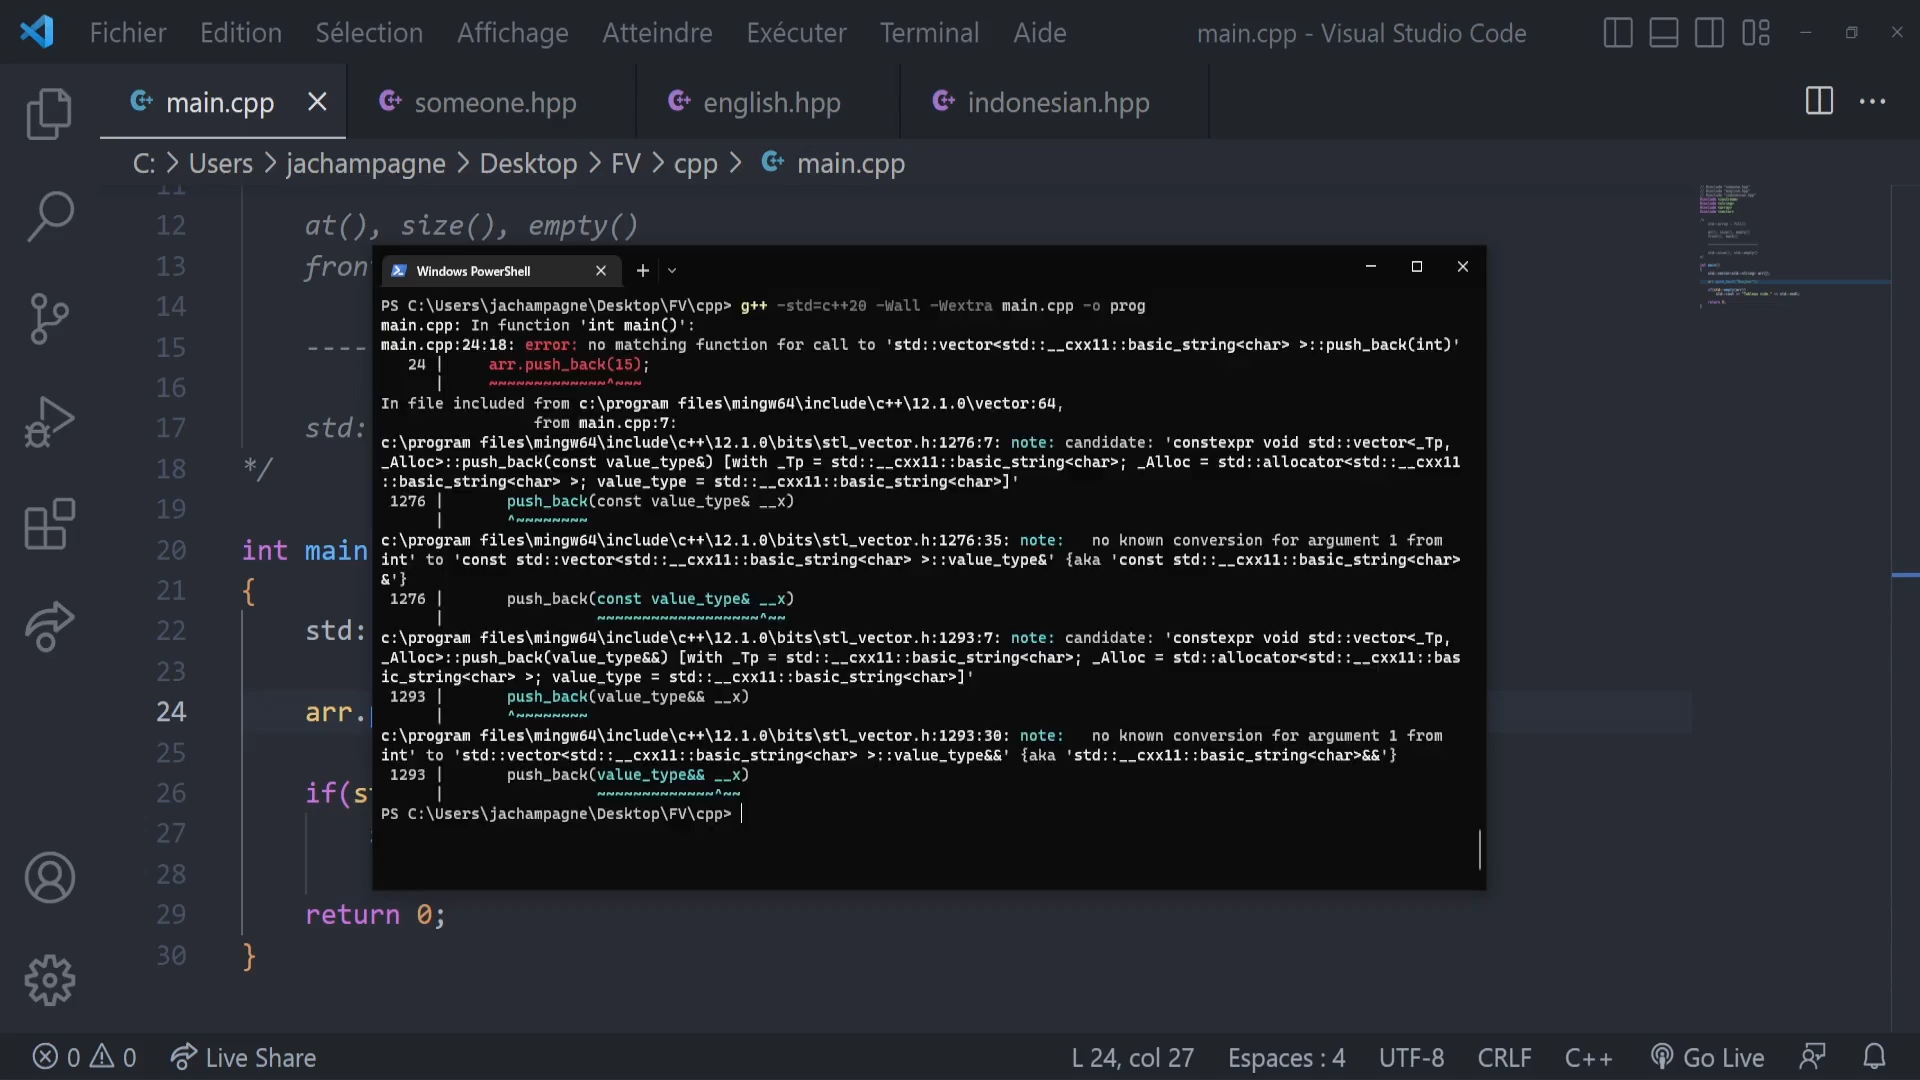 Fichier Edition Sélection Affichage Atteindre Exécuter Terminal Aide main.cpp - Visual Studio Code
main.cpp someone.hpp english.hpp indonesian.hpp
C: > Users > jachampagne > Desktop > FV > cpp > main.cpp
11
12 at(), size(), empty()
13 fron
14
15 ----
16
17 std:
18 */
19
20 int main
21 {
22 std:
23
24 arr.
25
26 if(s
27
28
29 return 0;
30 }
Windows PowerShell
PS C:\Users\jachampagne\Desktop\FV\cpp> g++ -std=c++20 -Wall -Wextra main.cpp -o prog
main.cpp: In function 'int main()':
main.cpp:24:18: error: no matching function for call to 'std::vector<std::__cxx11::basic_string<char> >::push_back(int)'
24 | arr.push_back(15);
| ~~~~~~~~~~~~~^~~~
In file included from c:\program files\mingw64\include\c++\12.1.0\vector:64,
from main.cpp:7:
c:\program files\mingw64\include\c++\12.1.0\bits\stl_vector.h:1276:7: note: candidate: 'constexpr void std::vector<_Tp,
_Alloc>::push_back(const value_type&) [with _Tp = std::__cxx11::basic_string<char>; _Alloc = std::allocator<std::__cxx11
::basic_string<char> >; value_type = std::__cxx11::basic_string<char>]'
1276 | push_back(const value_type& __x)
| ^~~~~~~~~
c:\program files\mingw64\include\c++\12.1.0\bits\stl_vector.h:1276:35: note: no known conversion for argument 1 from
int' to 'const std::vector<std::__cxx11::basic_string<char> >::value_type&' {aka 'const std::__cxx11::basic_string<char>
&'}
1276 | push_back(const value_type& __x)
| ~~~~~~~~~~~~~~~~~~^~~
c:\program files\mingw64\include\c++\12.1.0\bits\stl_vector.h:1293:7: note: candidate: 'constexpr void std::vector<_Tp,
_Alloc>::push_back(value_type&&) [with _Tp = std::__cxx11::basic_string<char>; _Alloc = std::allocator<std::__cxx11::bas
ic_string<char> >; value_type = std::__cxx11::basic_string<char>]'
1293 | push_back(value_type&& __x)
| ^~~~~~~~~
c:\program files\mingw64\include\c++\12.1.0\bits\stl_vector.h:1293:30: note: no known conversion for argument 1 from
int' to 'std::vector<std::__cxx11::basic_string<char> >::value_type&&' {aka 'std::__cxx11::basic_string<char>&&'}
1293 | push_back(value_type&& __x)
| ~~~~~~~~~~~~~^~~
PS C:\Users\jachampagne\Desktop\FV\cpp>
0 0 Live Share L 24, col 27 Espaces : 4 UTF-8 CRLF C++ Go Live